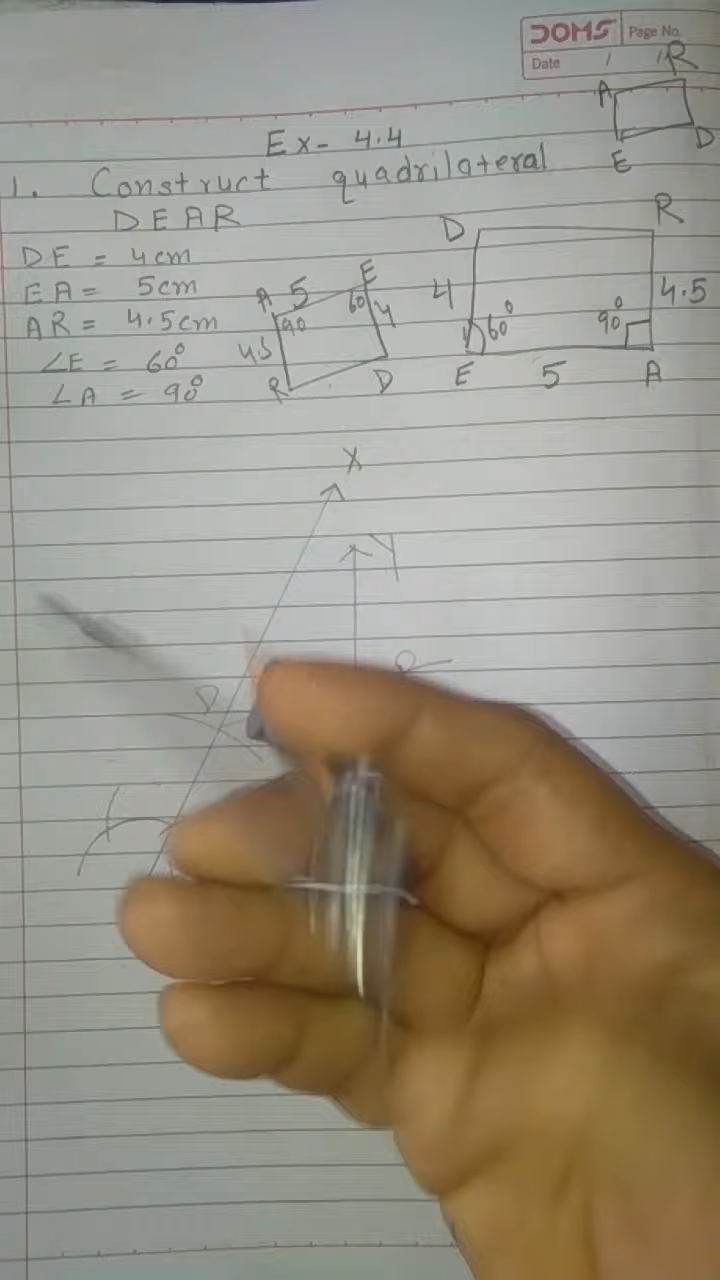 DOMS Page No.
Date / /
R
A
D
E
Ex- 4.4
1. Construct quadrilateral
DEAR
DE = 4cm
EA = 5cm
AR = 4.5cm
∠E = 60°
∠A = 90°
A 5 E
90 60 4
4.5
R D
D R
4 4.5
60° 90°
E 5 A
X
Y
R
D